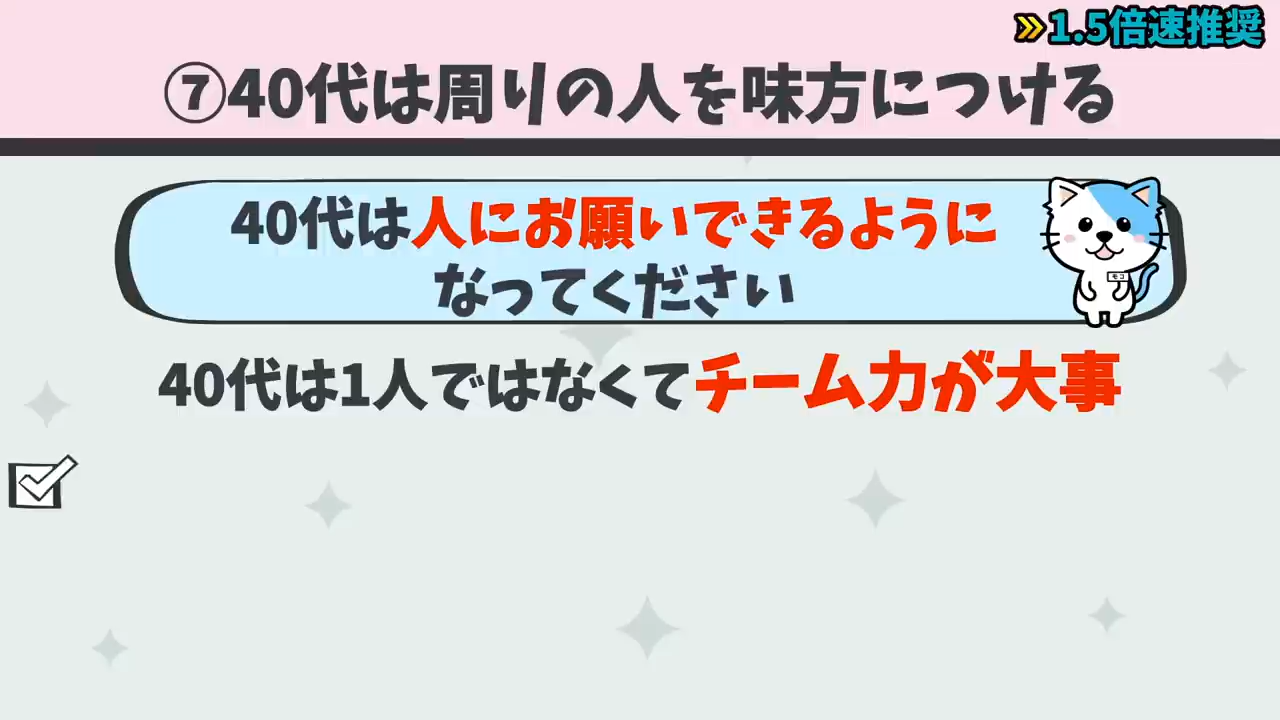 1.5倍速推奨
⑦40代は周りの人を味方につける
40代は人にお願いできるように
なってください
モコ
40代は1人ではなくてチーム力が大事